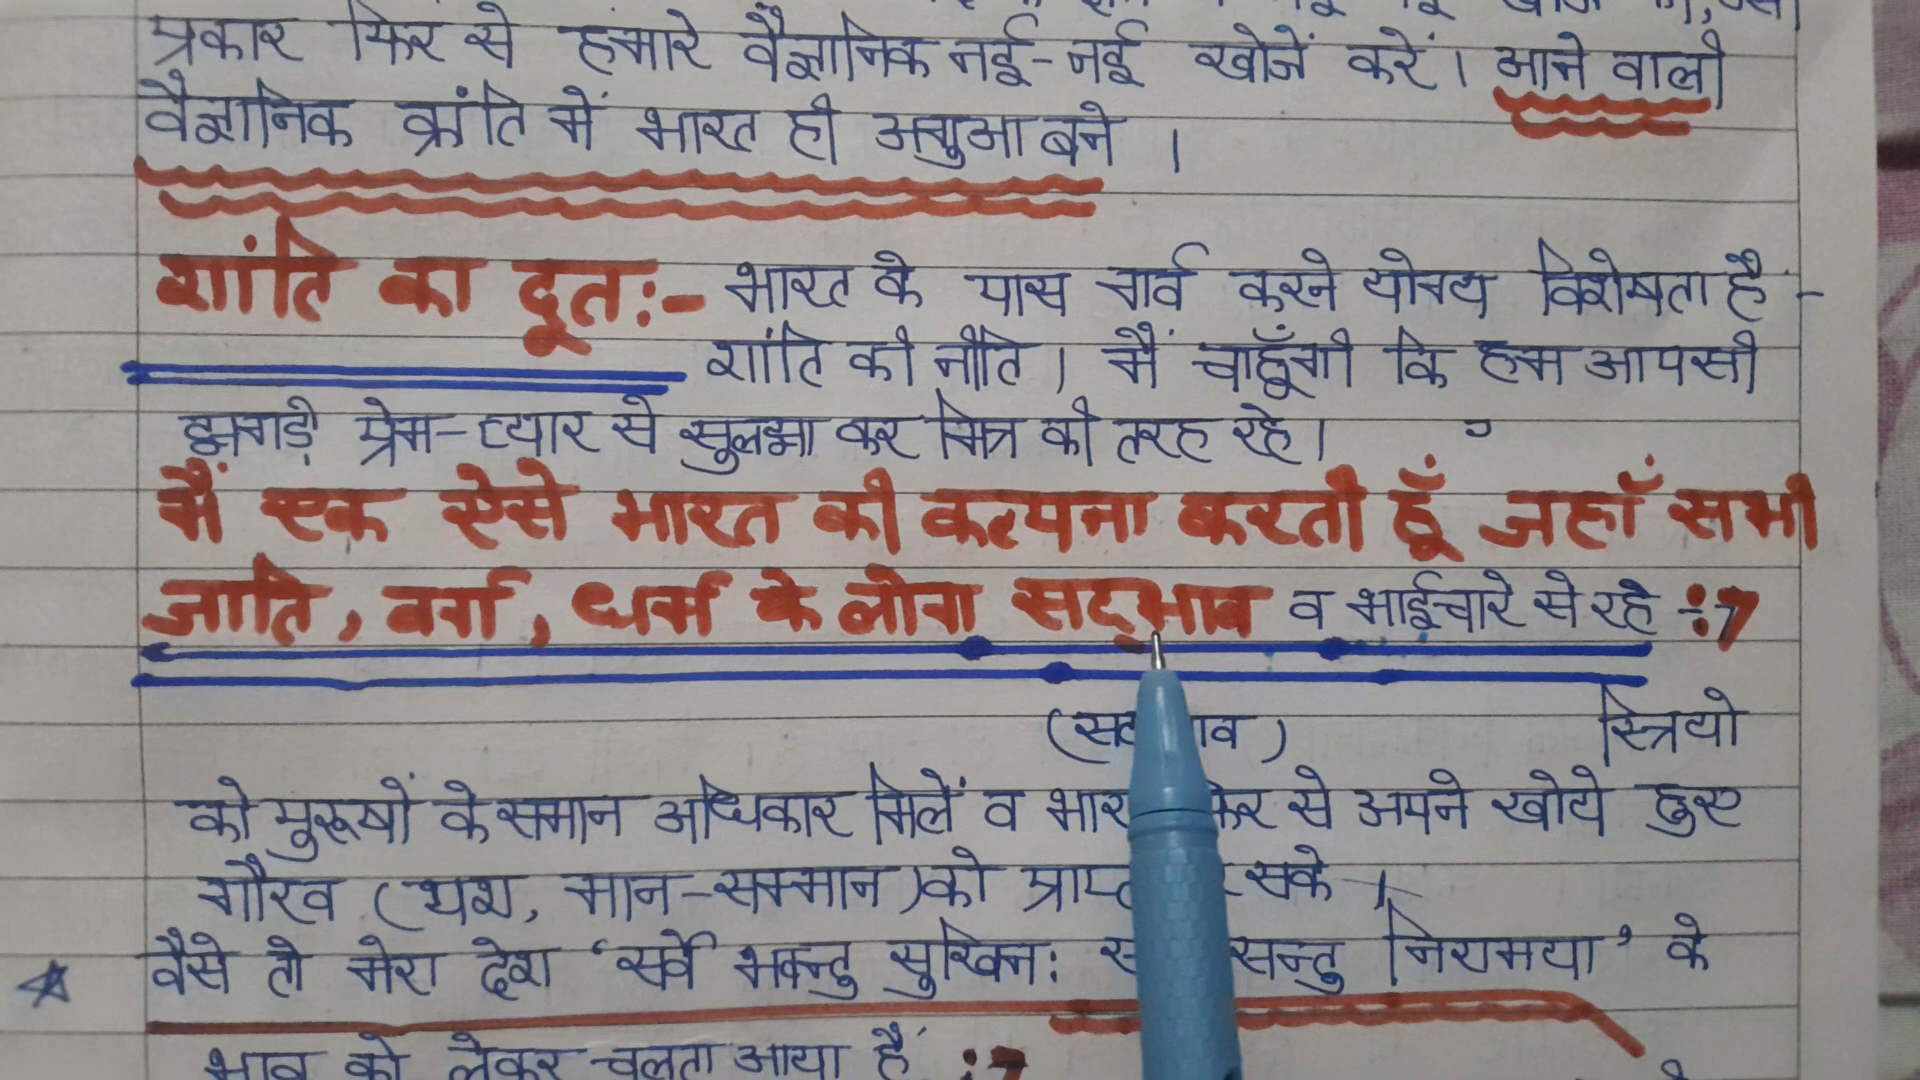 प्रकार फिर से हमारे वैज्ञानिक नई-नई खोजें करें। आने वाली
वैज्ञानिक क्रांति में भारत ही अगुआ बने ।
शांति का दूत:- भारत के पास गर्व करने योग्य विशेषता है -
शांति की नीति। मैं चाहूँगी कि हम आपसी
झगड़े प्रेम-प्यार से सुलझा कर मित्र की तरह रहे।
मैं एक ऐसे भारत की कल्पना करती हूँ जहाँ सभी
जाति, वर्ग, धर्म के लोग सद्भाव व भाईचारे से रहे :-
स्त्रियो
को पुरूषों के समान अधिकार मिलें व से अपने खोये हुए
गौरव (यश, मान-सम्मान) को सके ।
वैसे तो मेरा देश 'सर्वे भवन्तु सुखिन: सन्तु निरामया' के
भाव को लेकर चलता आया है :-